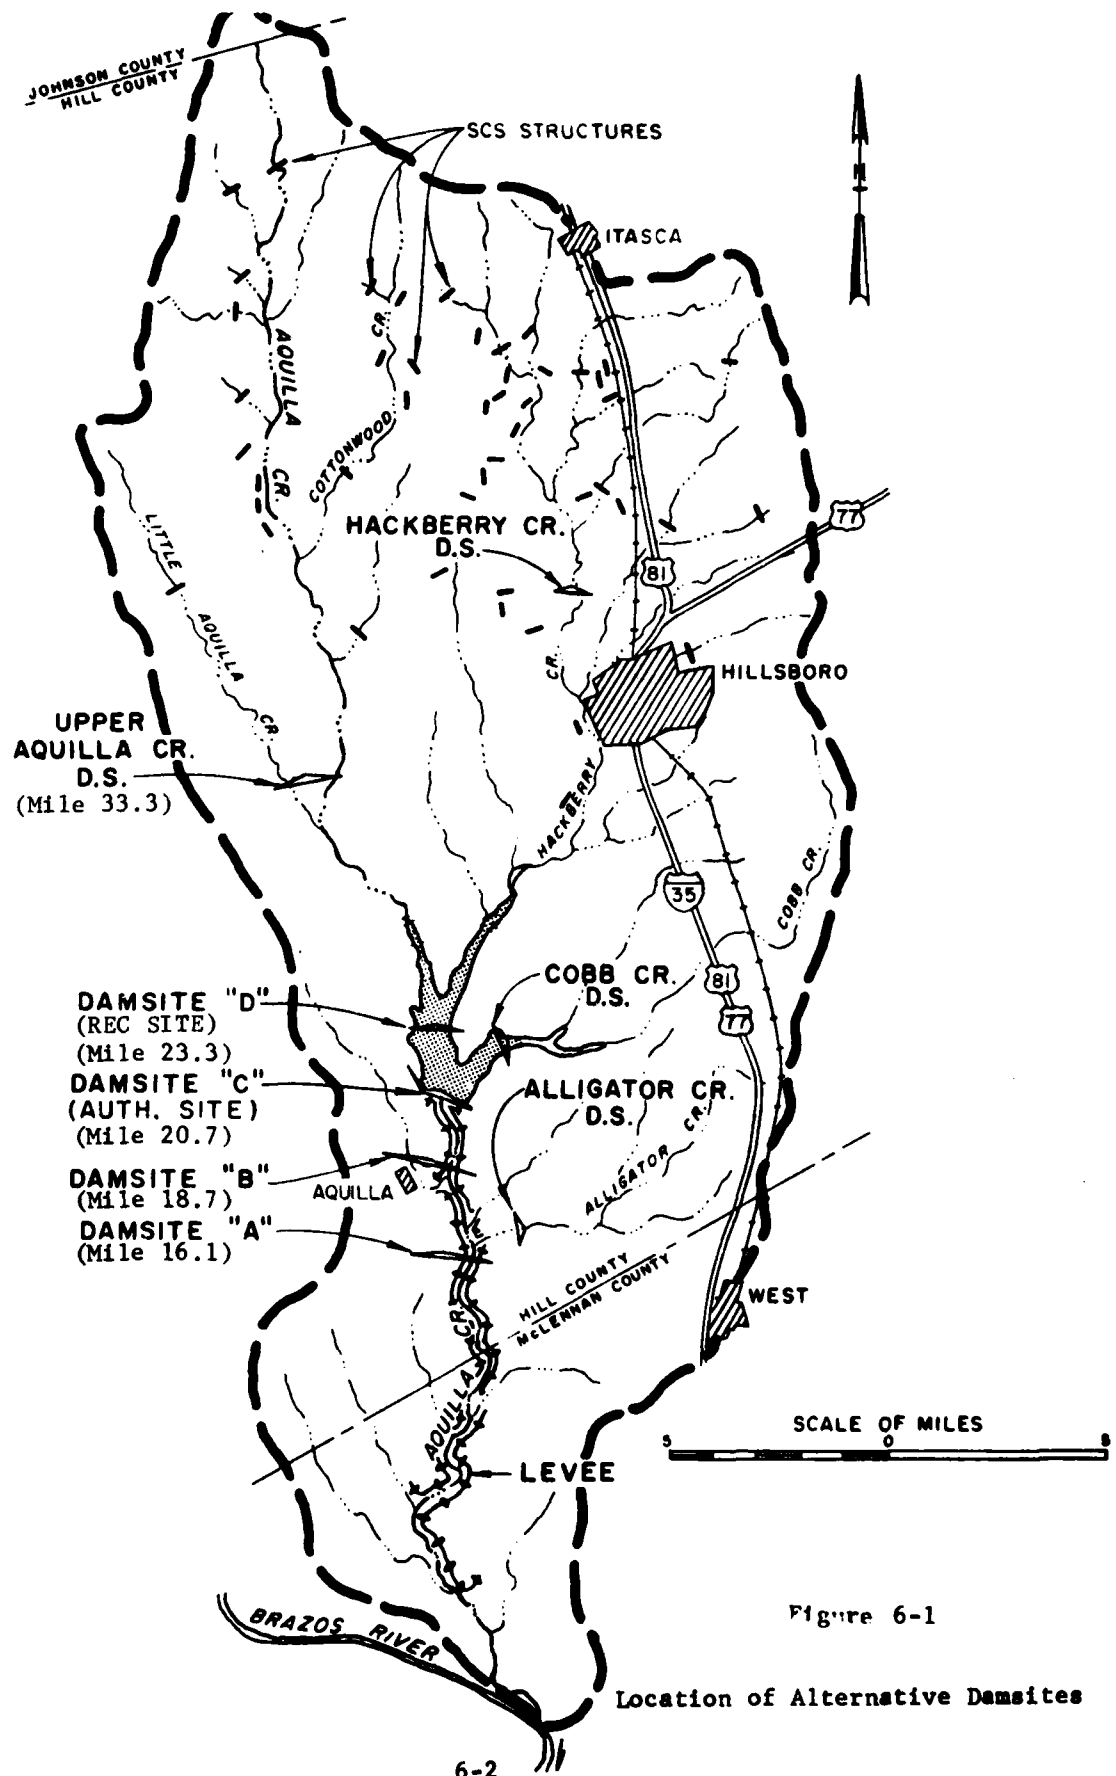 JOHNSON COUNTY
HILL COUNTY
SCS STRUCTURES
N
ITASCA
AQUILLA
CR.
CR.
COTTONWOOD
LITTLE
AQUILLA
CR
HACKBERRY CR.
D.S.
77
81
CR.
HILLSBORO
UPPER
AQUILLA CR.
D.S.
(Mile 33.3)
HACKBERRY
35
COBB CR.
81
77
COBB CR.
D.S.
DAMSITE "D"
(REC SITE)
(Mile 23.3)
DAMSITE "C"
(AUTH. SITE)
(Mile 20.7)
ALLIGATOR CR.
D.S.
ALLIGATOR CR.
DAMSITE "B"
(Mile 18.7)
AQUILLA
DAMSITE "A"
(Mile 16.1)
HILL COUNTY
McLENNAN COUNTY
WEST
AQUILLA CR.
SCALE OF MILES
5 0 5
LEVEE
BRAZOS RIVER
Figure 6-1
Location of Alternative Damsites
6-2